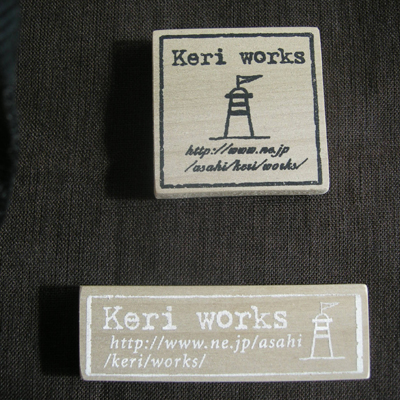 Keri works
http://www.ne.jp
/asahi/keri/works/
Keri works
http://www.ne.jp/asahi
/keri/works/